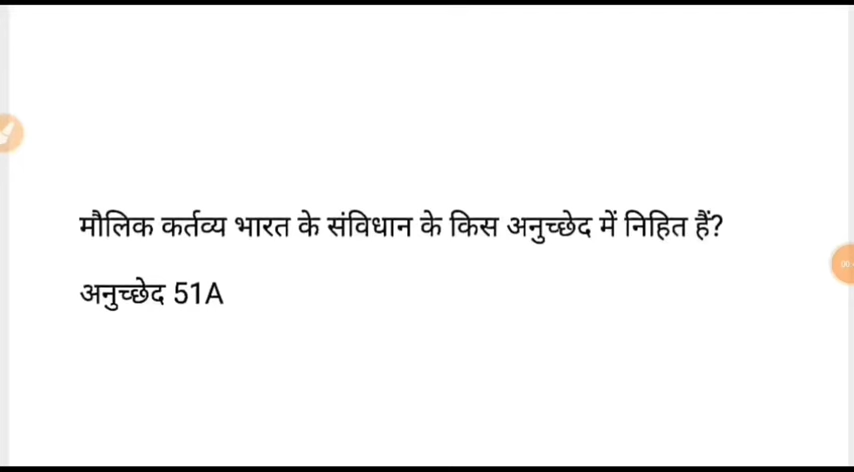 मौलिक कर्तव्य भारत के संविधान के किस अनुच्छेद में निहित हैं?
अनुच्छेद 51A